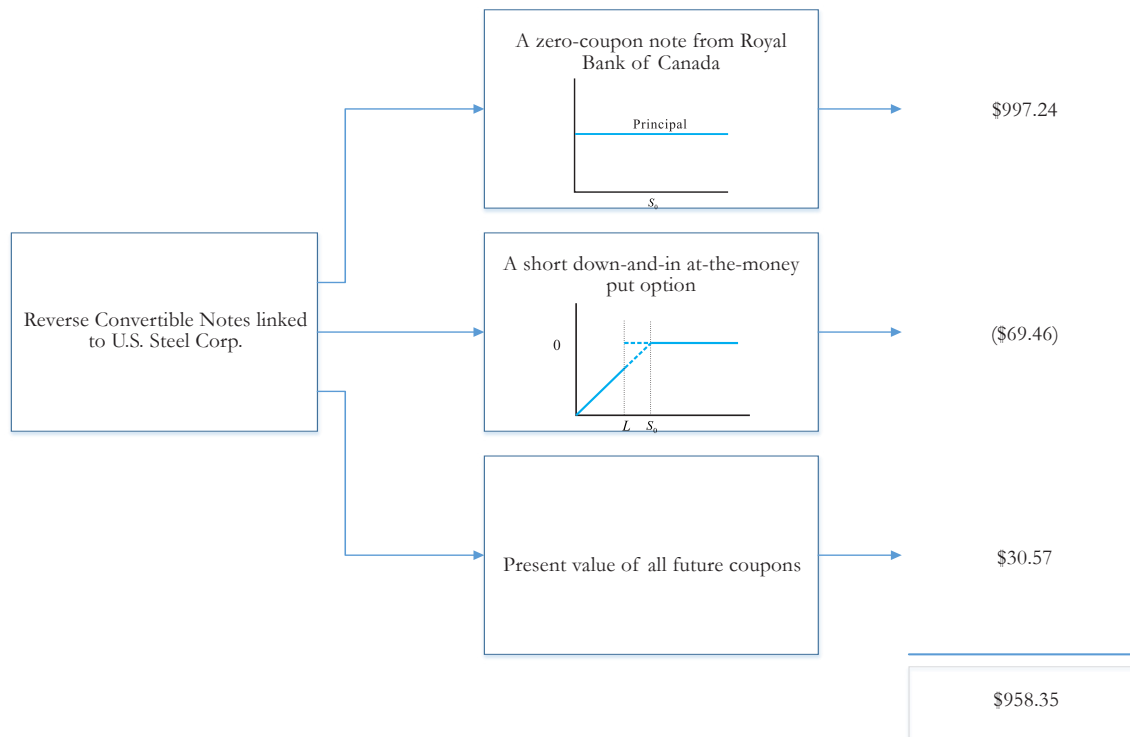 A zero-coupon note from Royal
Bank of Canada
Principal
S₀
$997.24
Reverse Convertible Notes linked
to U.S. Steel Corp.
A short down-and-in at-the-money
put option
0
L S₀
($69.46)
Present value of all future coupons
$30.57
$958.35